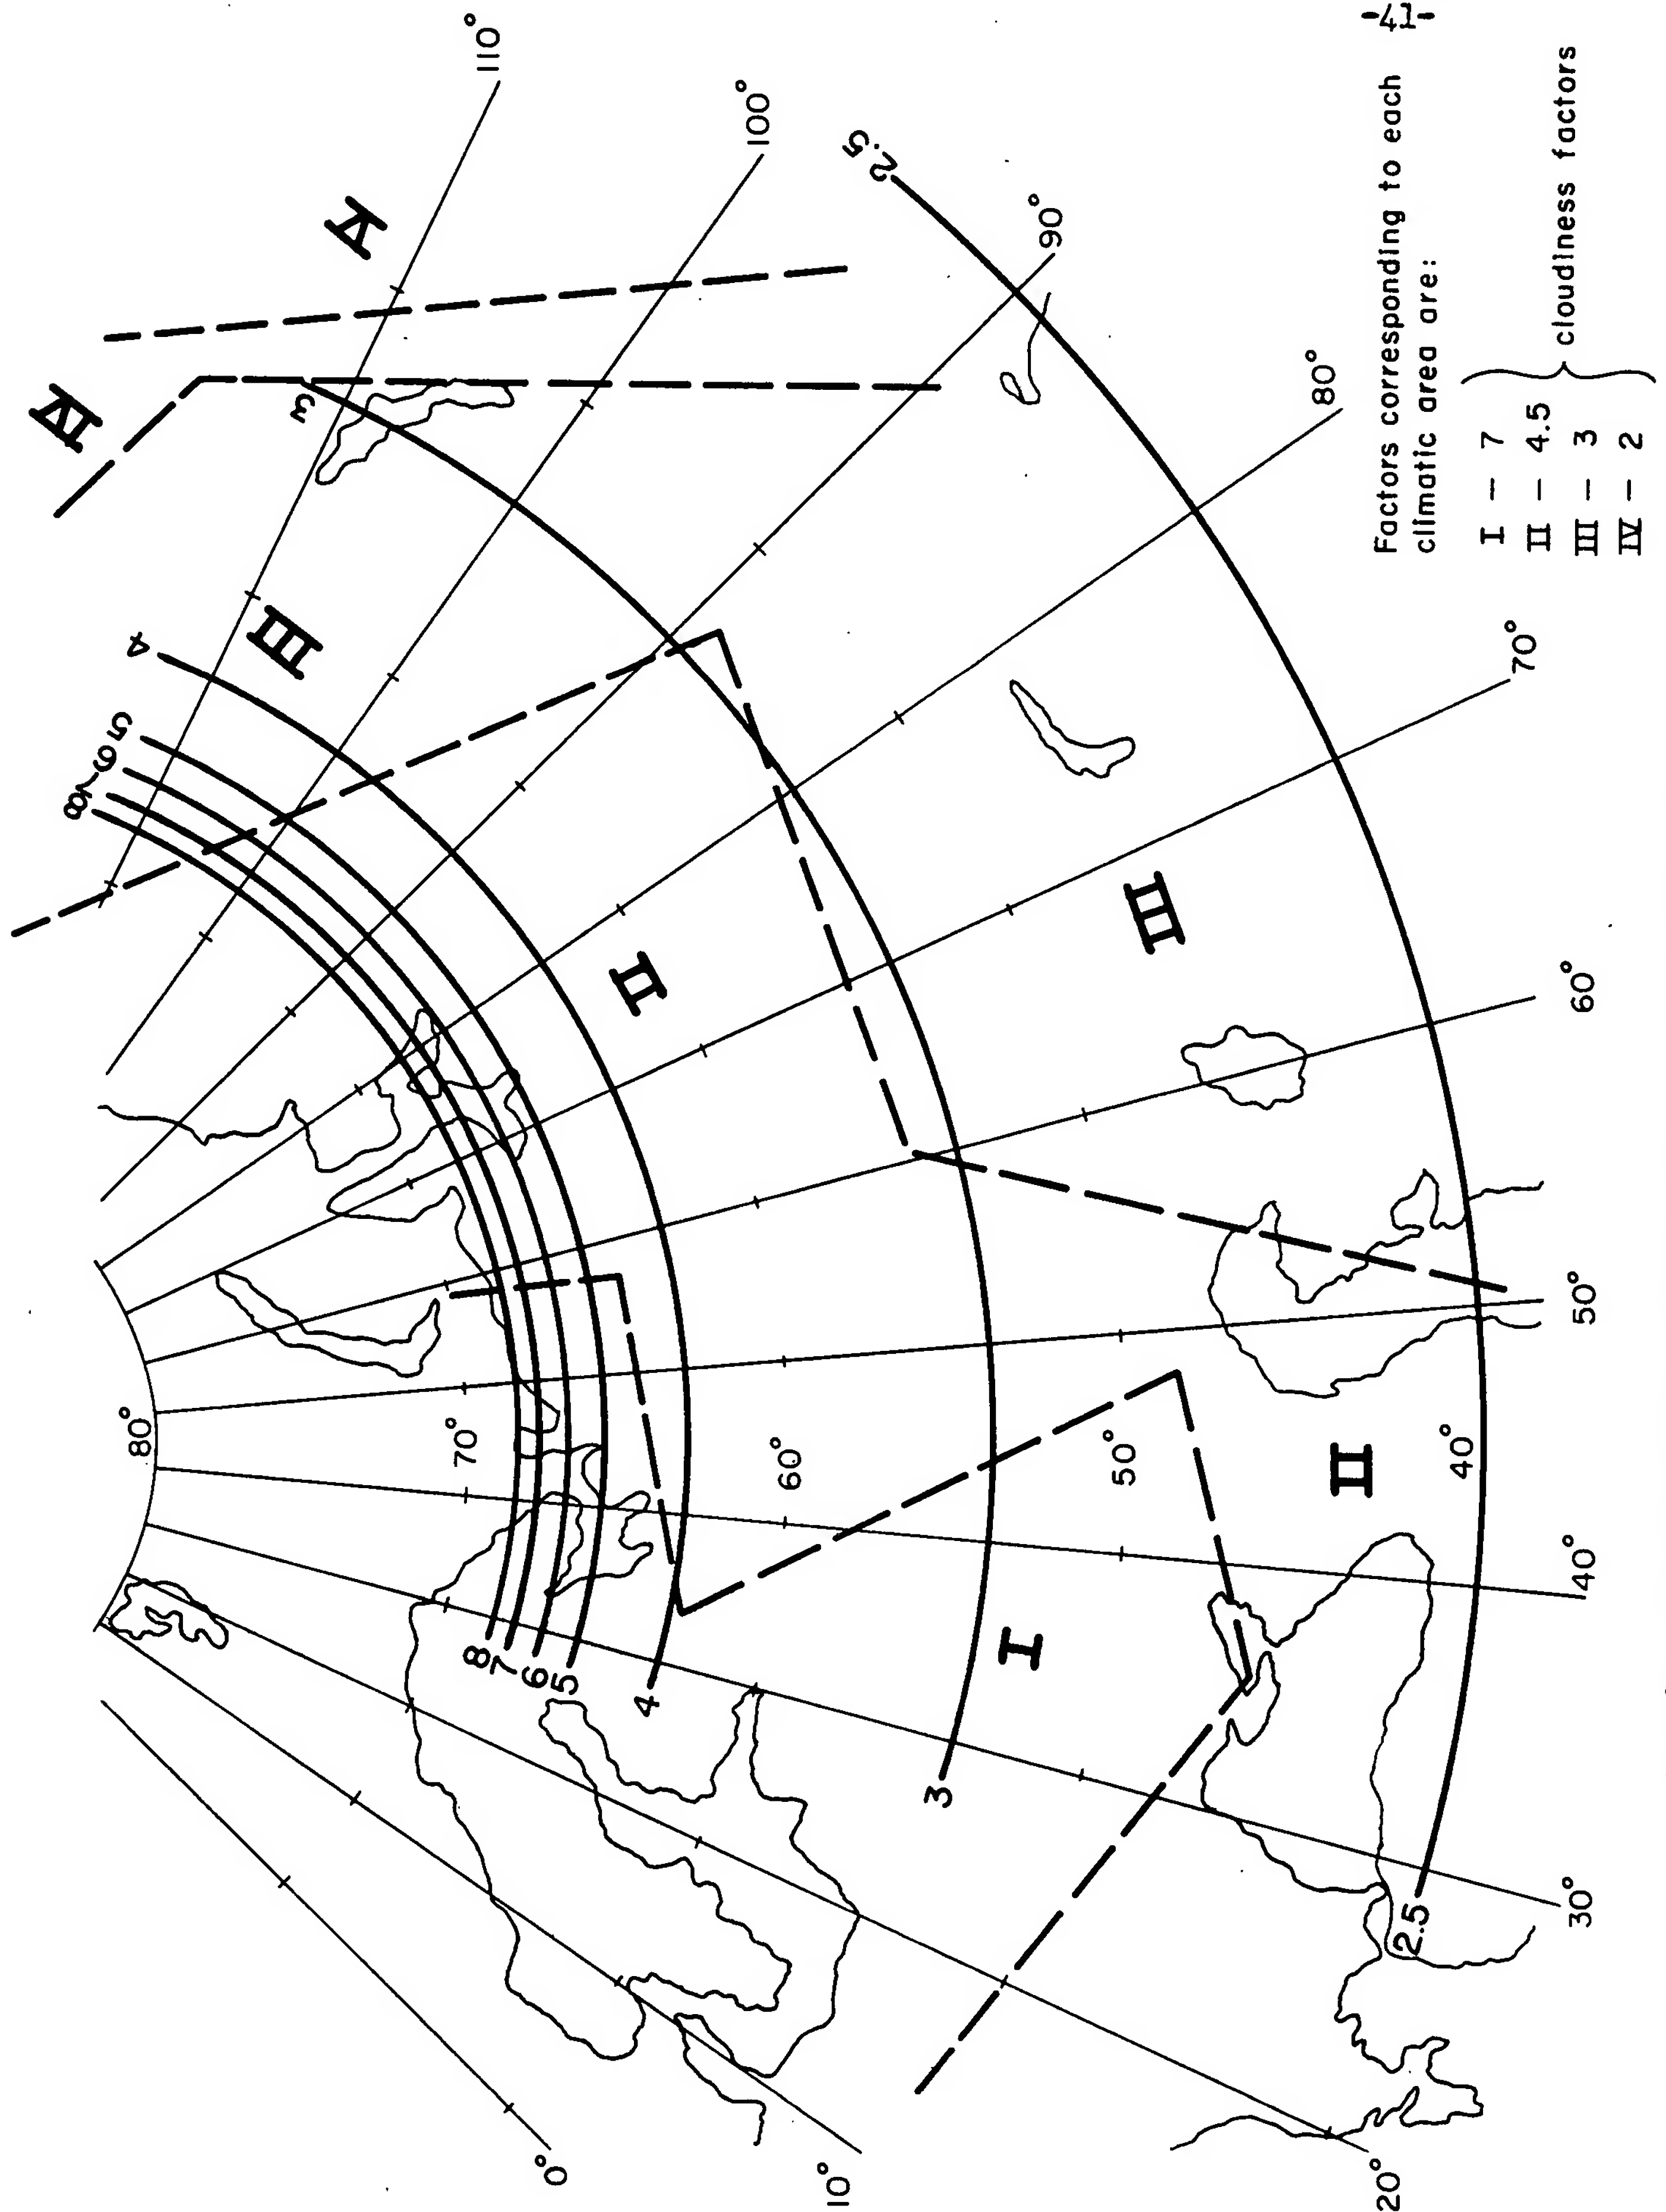 110°
100°
90°
80°
70°
60°
50°
40°
30°
20°
10°
0°
80°
70°
60°
50°
40°
IV
V
III
II
III
I
II
8
7
6
5
4
3
2.5
8
7
6
5
4
3
2.5
Factors corresponding to each
climatic area are:
I – 7
II – 4.5
III – 3
IV – 2
cloudiness factors